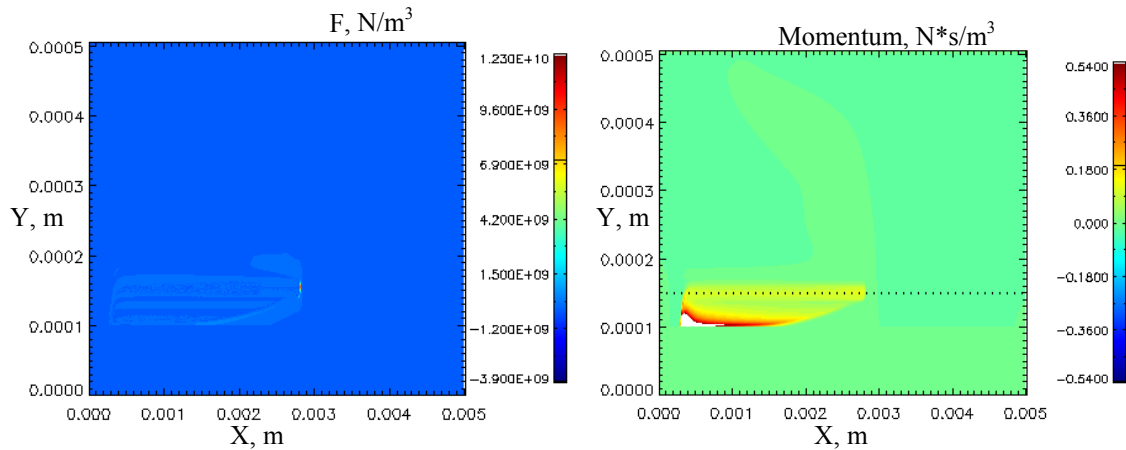 F, N/m³
0.0005
0.0004
0.0003
0.0002
0.0001
0.0000
Y, m
0.000 0.001 0.002 0.003 0.004 0.005
X, m
1.230E+10
9.600E+09
6.900E+09
4.200E+09
1.500E+09
-1.200E+09
-3.900E+09
Momentum, N*s/m³
0.0005
0.0004
0.0003
0.0002
0.0001
0.0000
Y, m
0.000 0.001 0.002 0.003 0.004 0.005
X, m
0.5400
0.3600
0.1800
0.000
-0.1800
-0.3600
-0.5400